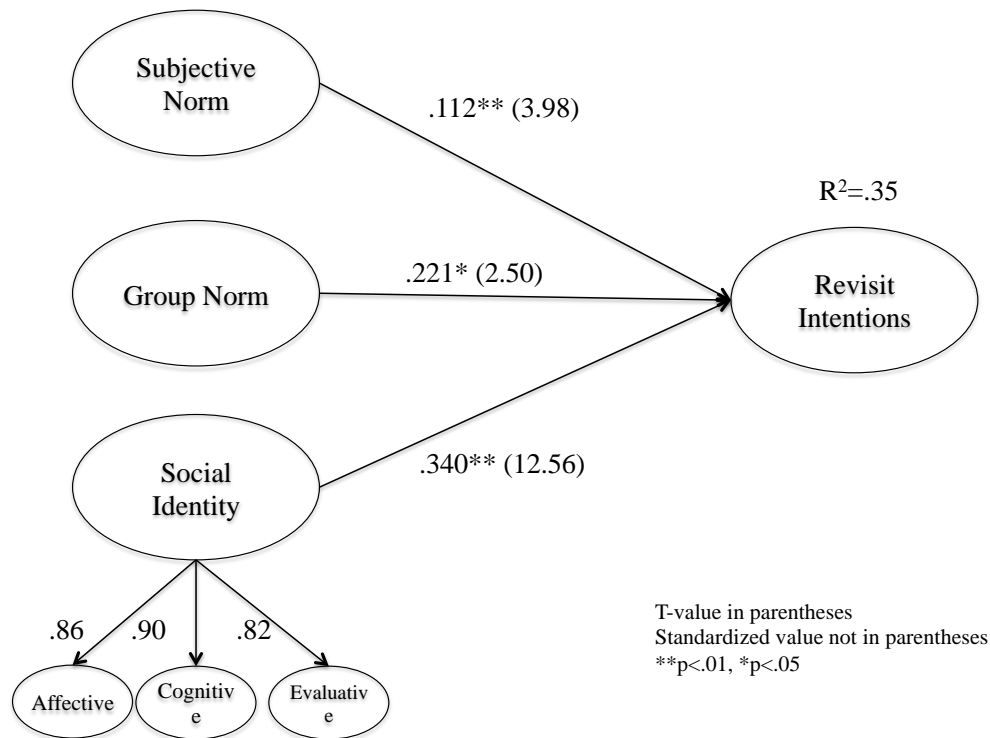 Subjective
Norm
.112** (3.98)
R²=.35
Group Norm
.221* (2.50)
Revisit
Intentions
Social
Identity
.340** (12.56)
.86
.90
.82
Affective
Cognitiv
e
Evaluativ
e
T-value in parentheses
Standardized value not in parentheses
**p<.01, *p<.05